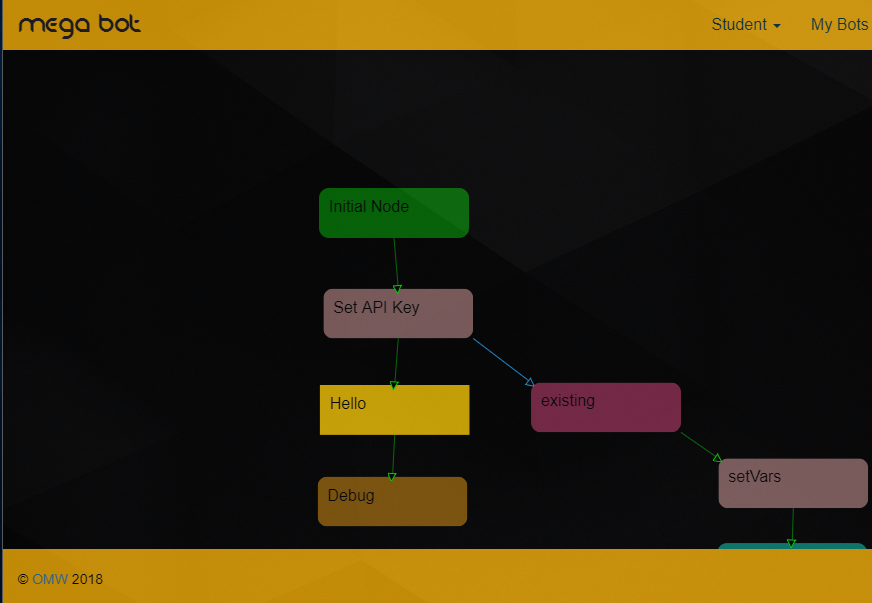 mega bot
Student
My Bots
Initial Node
Set API Key
Hello
existing
Debug
setVars
© OMW 2018